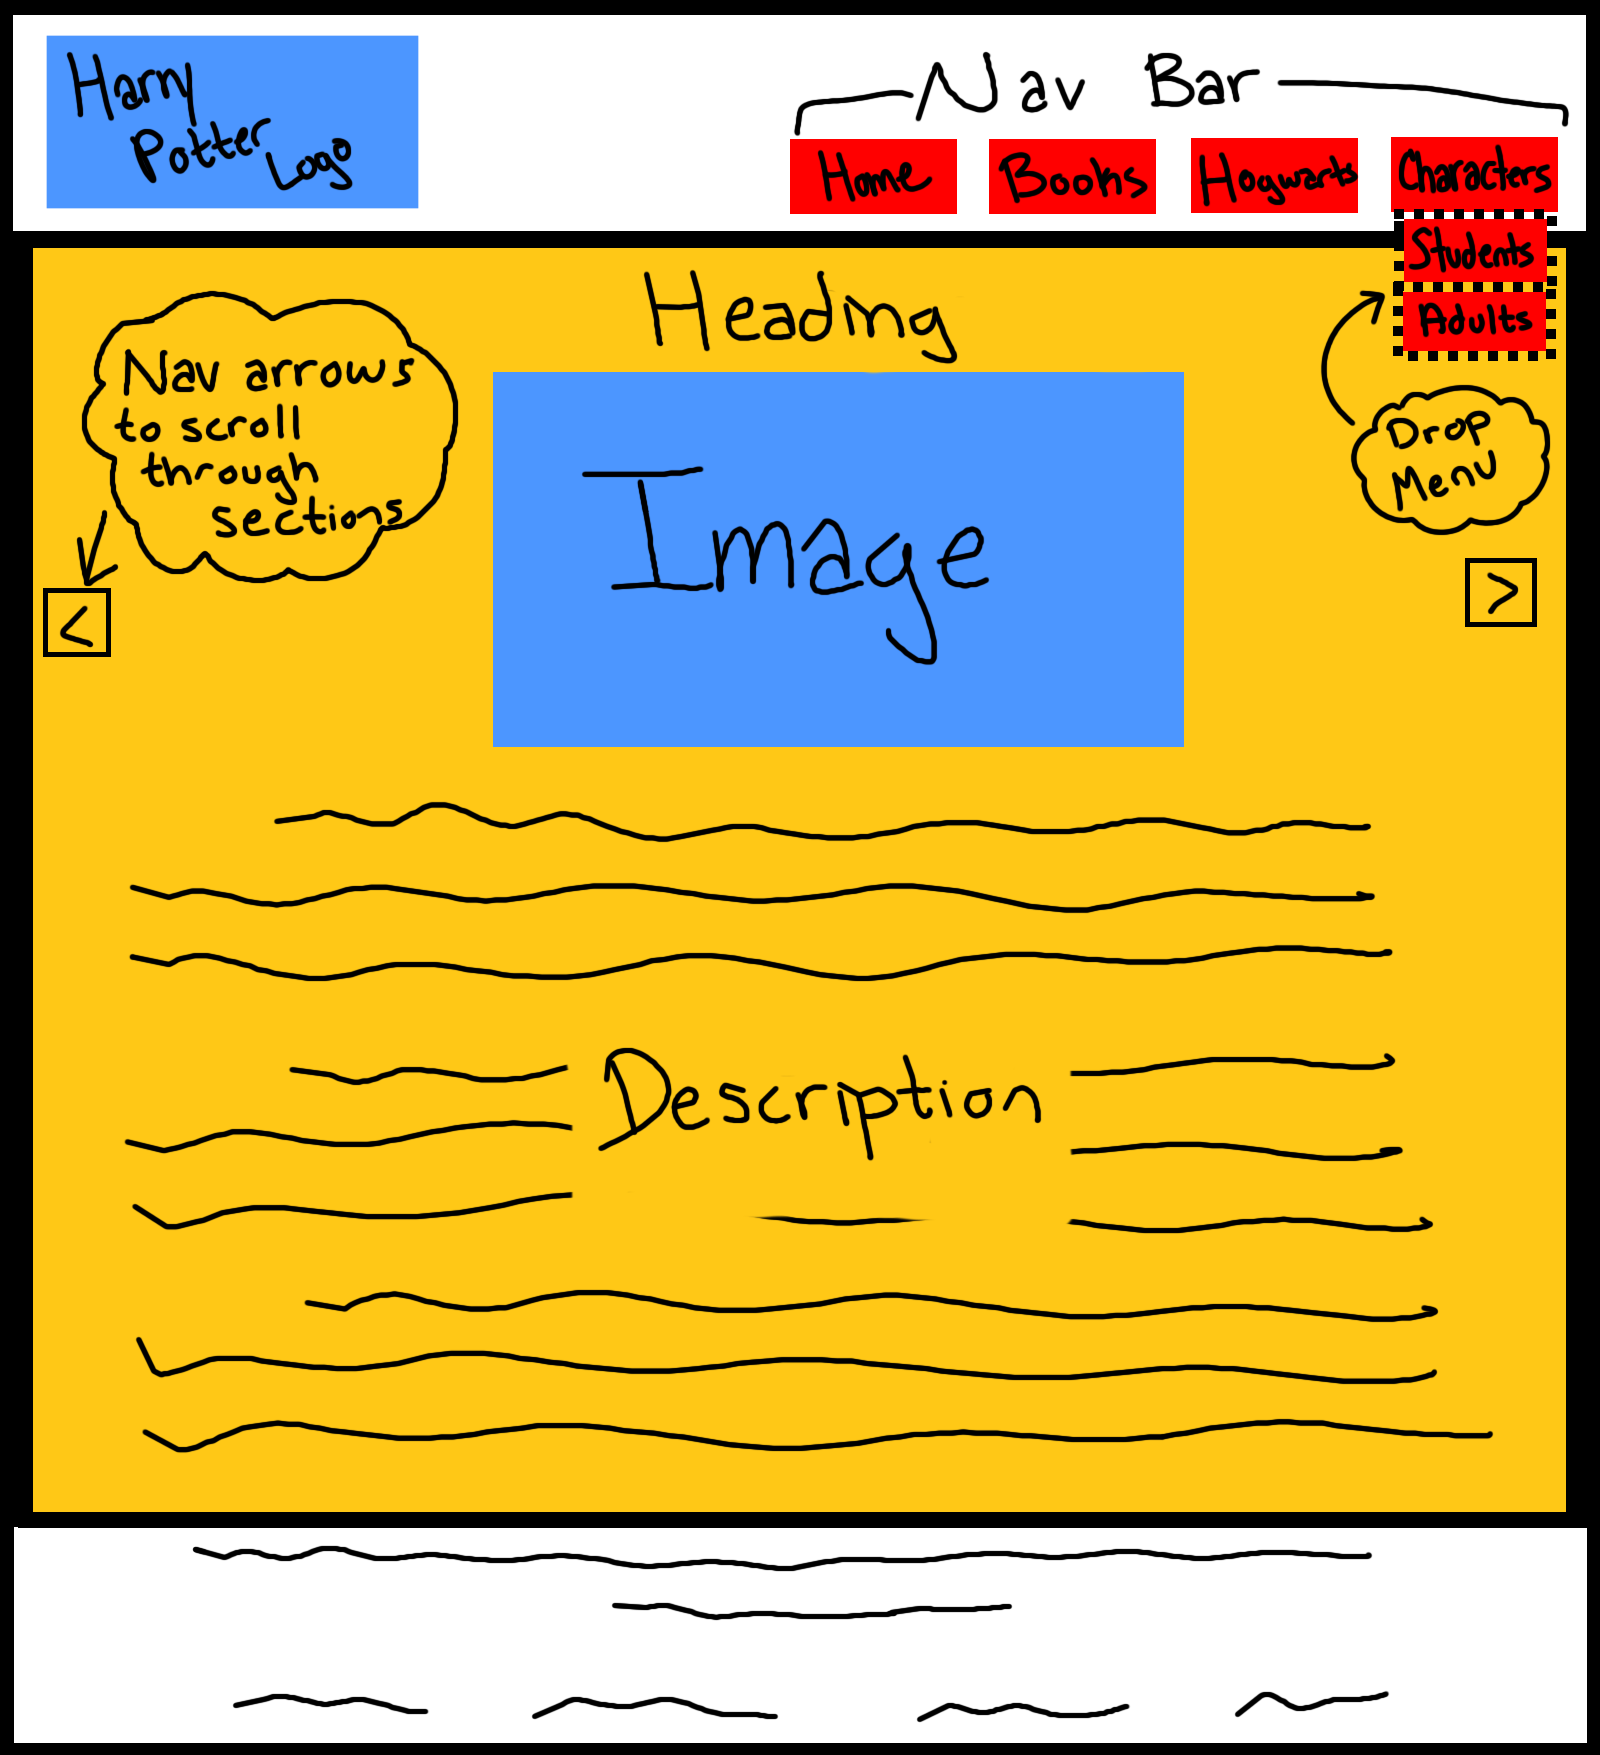 Harry
Potter
Logo
Nav Bar
Home
Books
Hogwarts
Characters
Students
Adults
Heading
Nav arrows
to scroll
through
sections
Drop
Menu
Image
<
>
Description